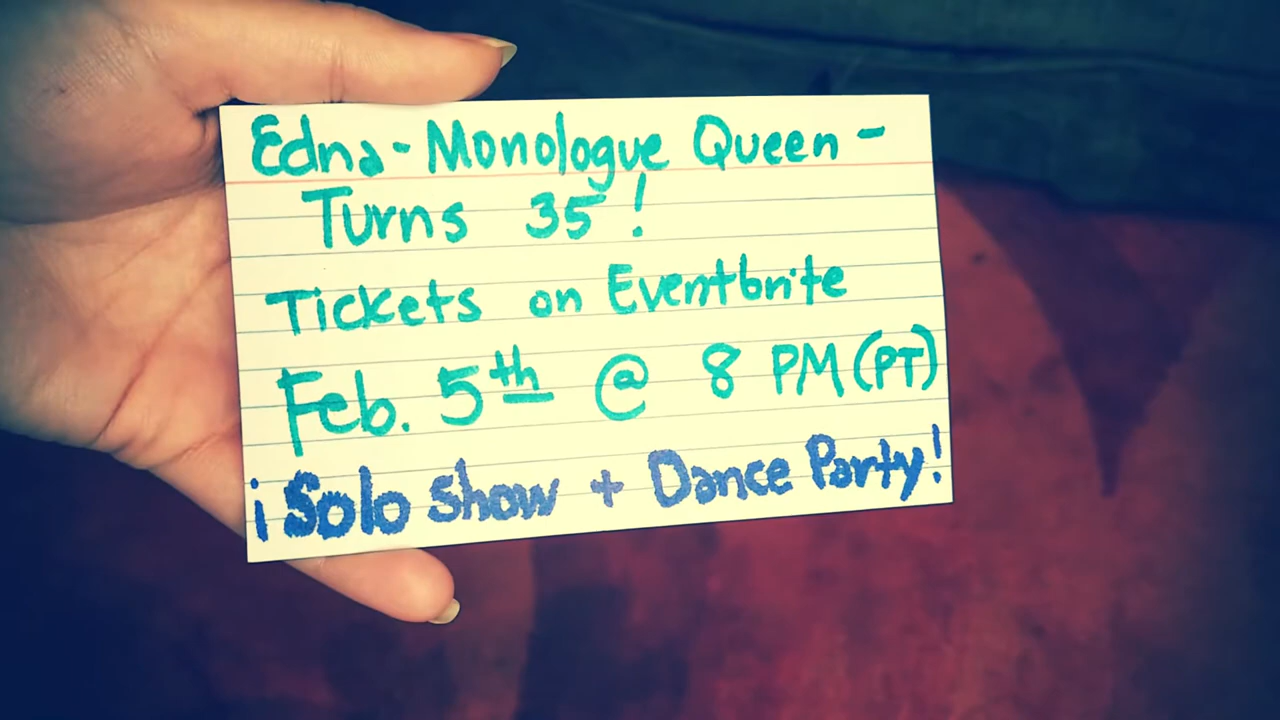 Edna - Monologue Queen -
Turns 35!
Tickets on Eventbrite
Feb. 5th @ 8 PM (PT)
¡Solo Show + Dance Party!